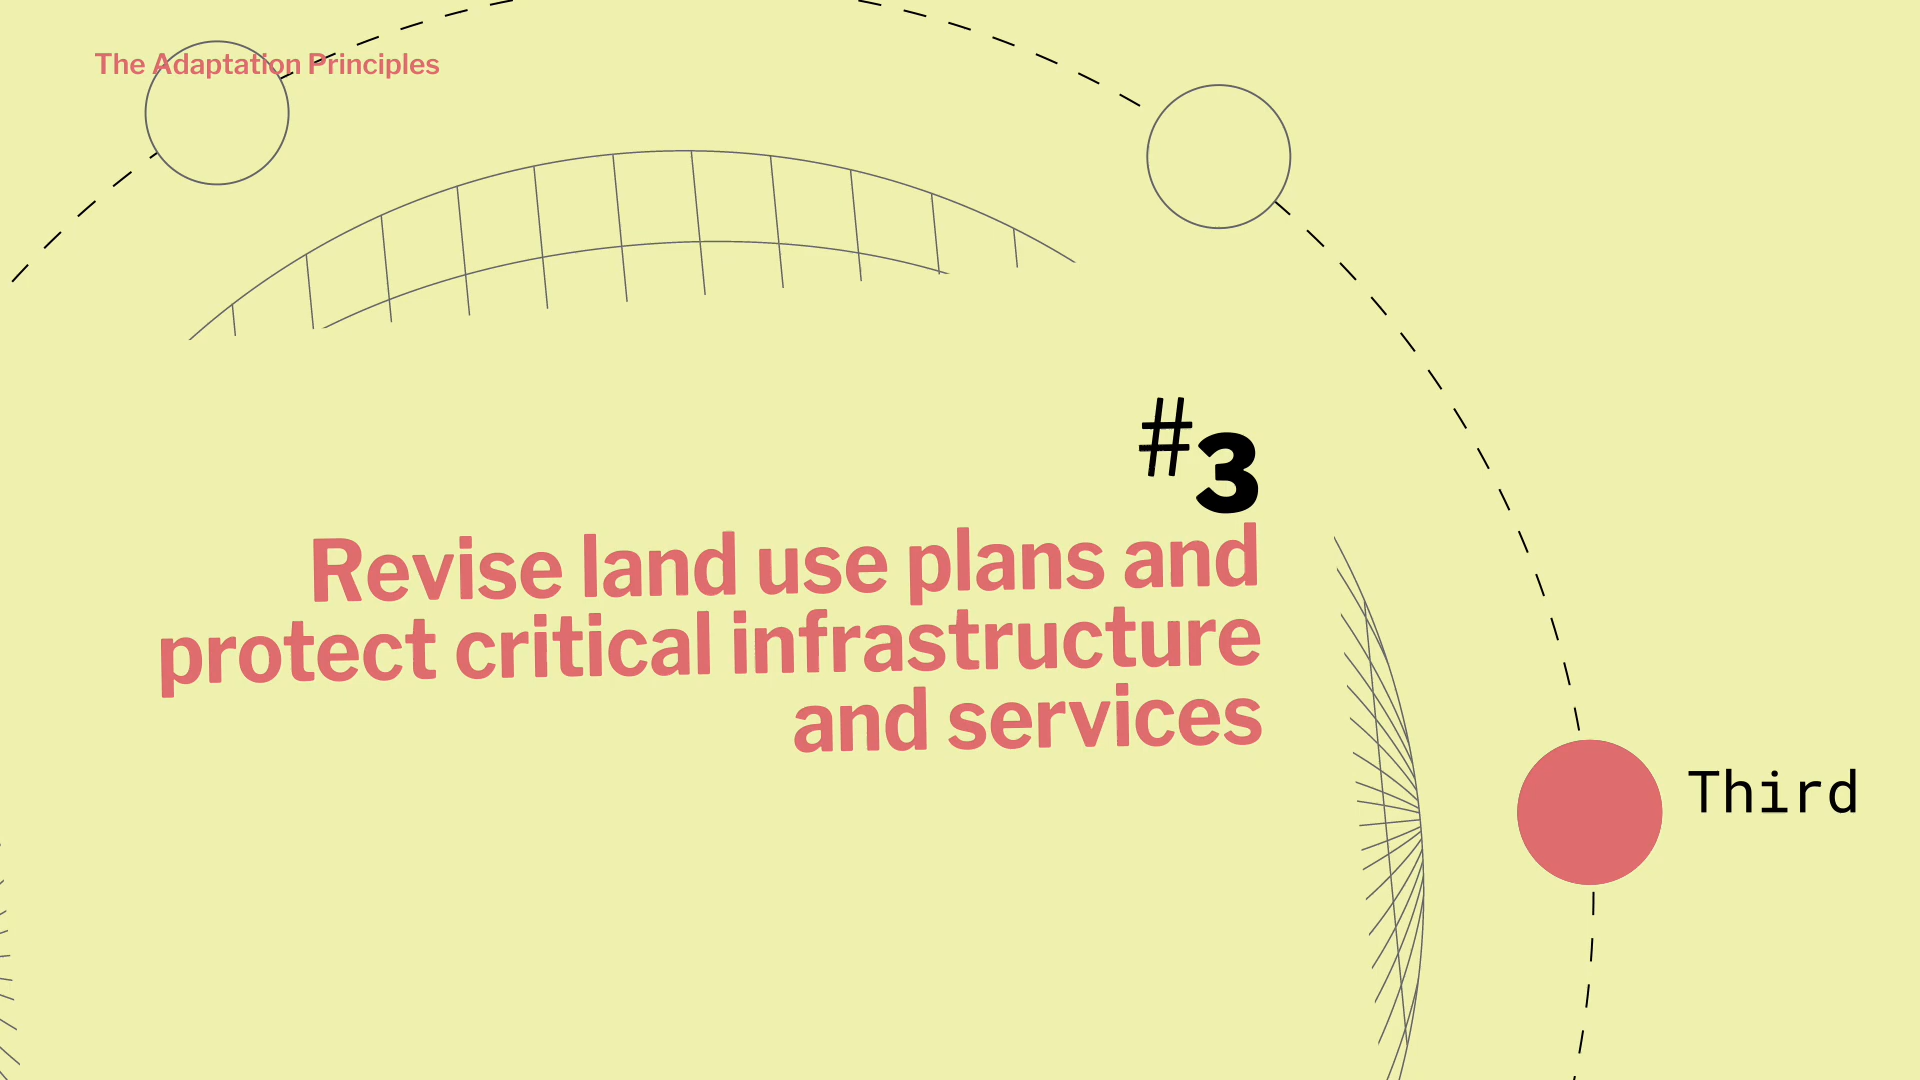 The Adaptation Principles
#3
Revise land use plans and
protect critical infrastructure
and services
Third